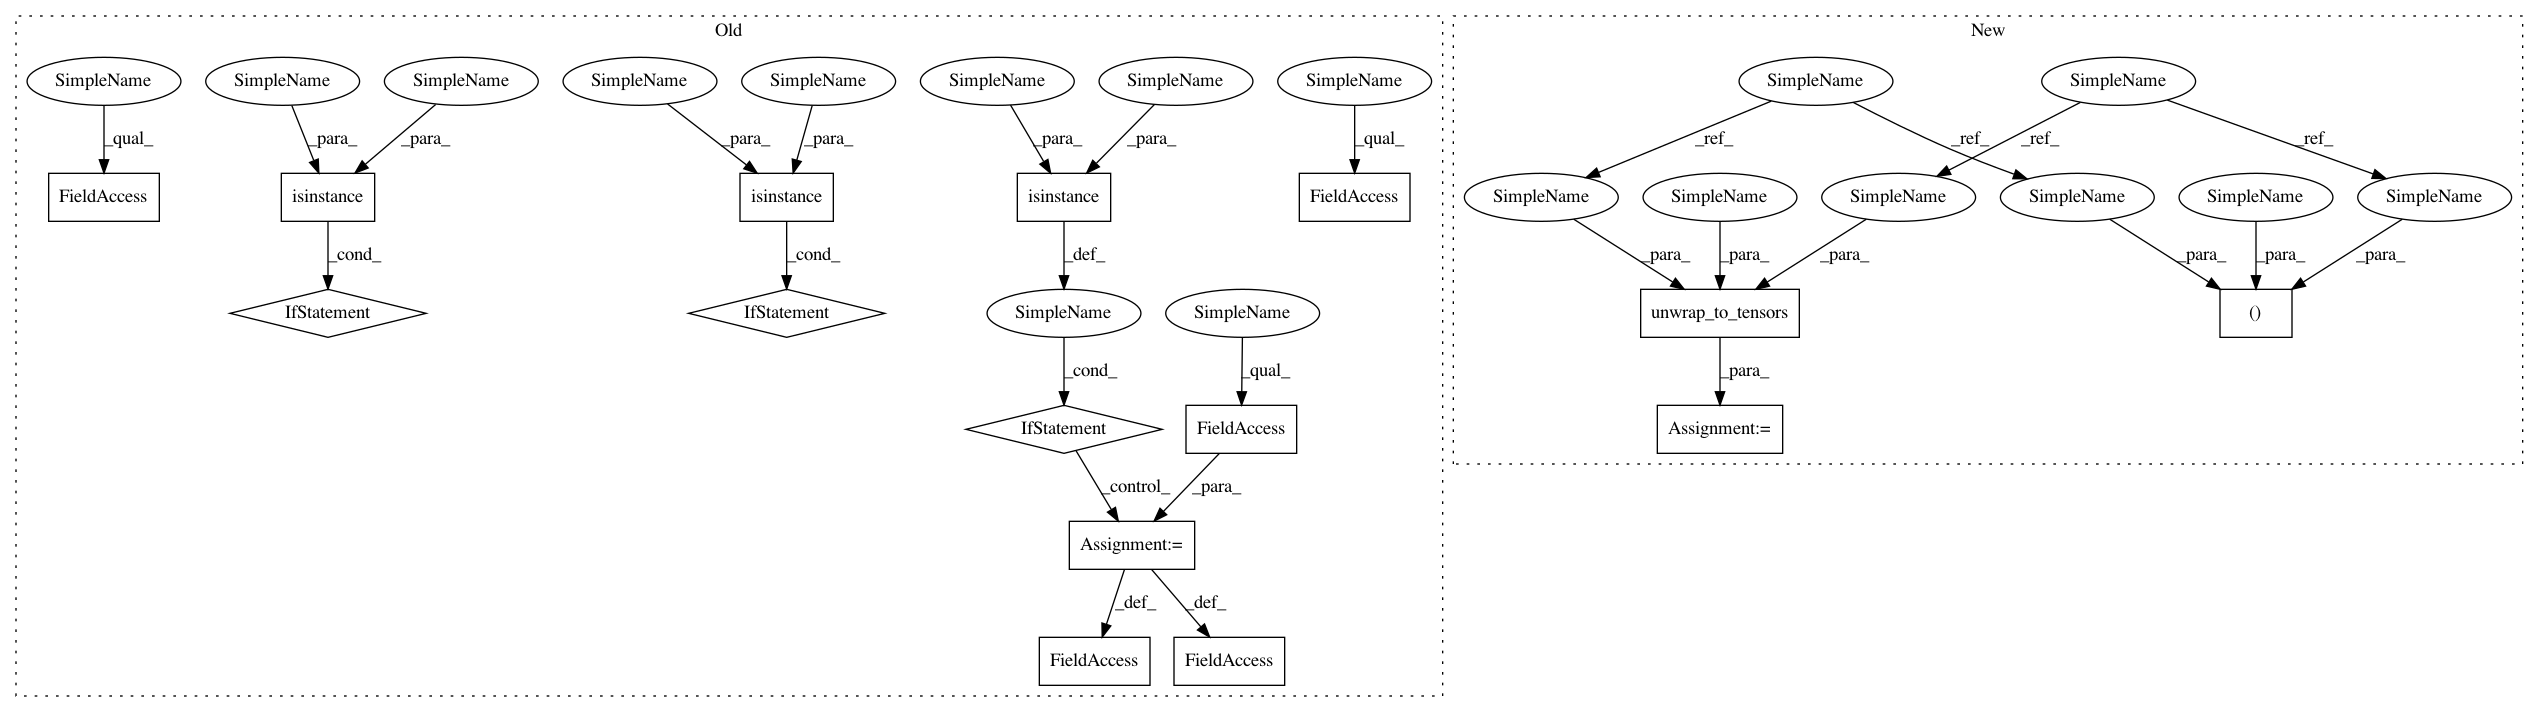 Old
New
SimpleName
SimpleName
SimpleName
SimpleName
SimpleName
SimpleName
SimpleName
SimpleName
SimpleName
SimpleName
_qual_
_para_
_para_
_para_
_para_
_para_
_para_
_qual_
_ref_
_ref_
_ref_
_ref_
FieldAccess
isinstance
isinstance
isinstance
FieldAccess
SimpleName
SimpleName
SimpleName
SimpleName
SimpleName
SimpleName
_cond_
_cond_
_def_
_para_
_para_
_para_
_para_
_para_
_para_
IfStatement
IfStatement
SimpleName
SimpleName
unwrap_to_tensors
()
_cond_
_qual_
_para_
IfStatement
FieldAccess
Assignment:=
_control_
_para_
Assignment:=
_def_
_def_
FieldAccess
FieldAccess